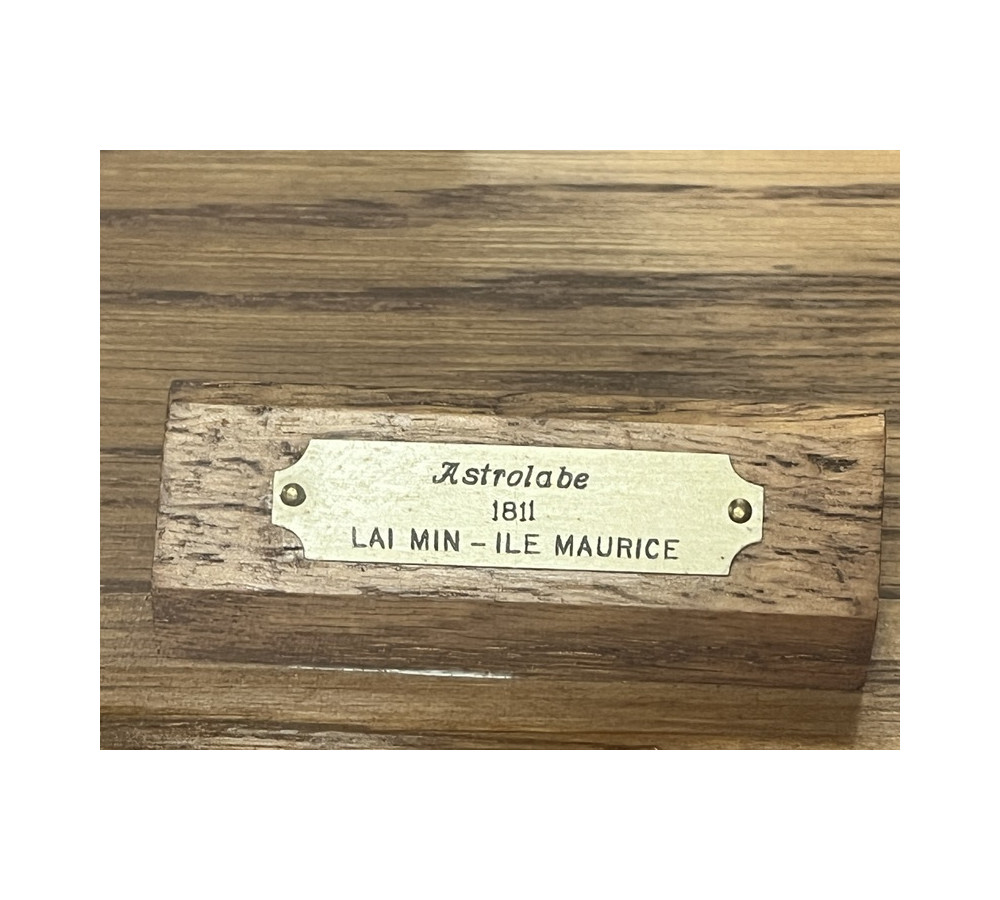 Astrolabe
1811
LAI MIN - ILE MAURICE